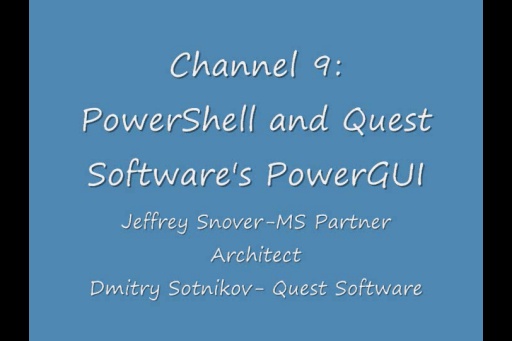 Channel 9:
PowerShell and Quest
Software's PowerGUI
Jeffrey Snover-MS Partner
Architect
Dmitry Sotnikov- Quest Software